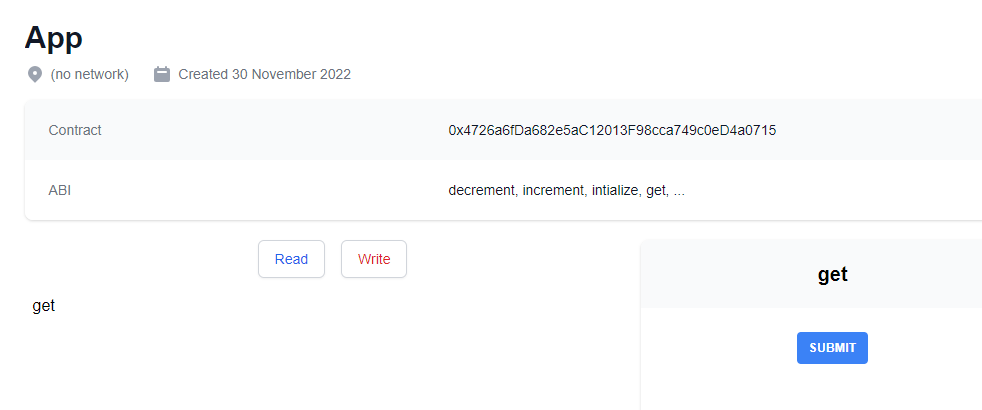 App
(no network) Created 30 November 2022
Contract 0x4726a6fDa682e5aC12013F98cca749c0eD4a0715
ABI decrement, increment, intialize, get, ...
Read Write
get
get
SUBMIT